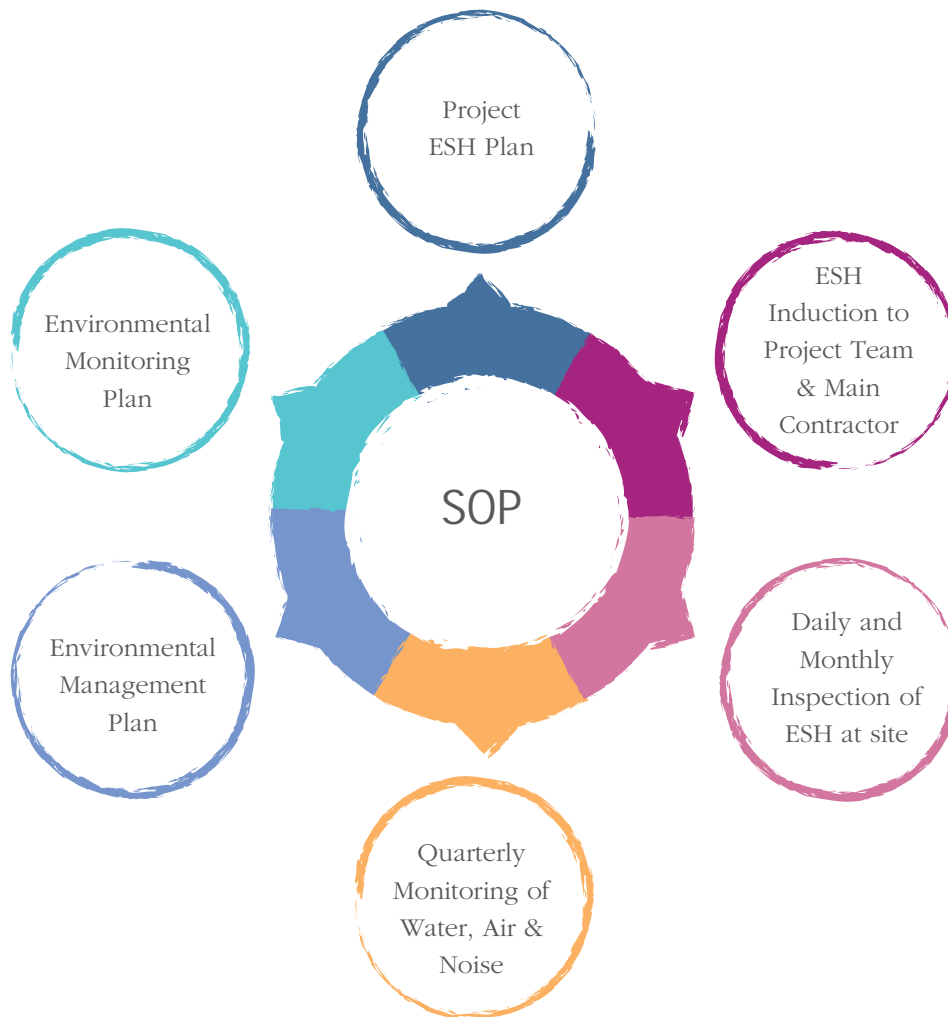 Project
ESH Plan
ESH
Induction to
Project Team
& Main
Contractor
Daily and
Monthly
Inspection of
ESH at site
Quarterly
Monitoring of
Water, Air &
Noise
Environmental
Management
Plan
Environmental
Monitoring
Plan
SOP